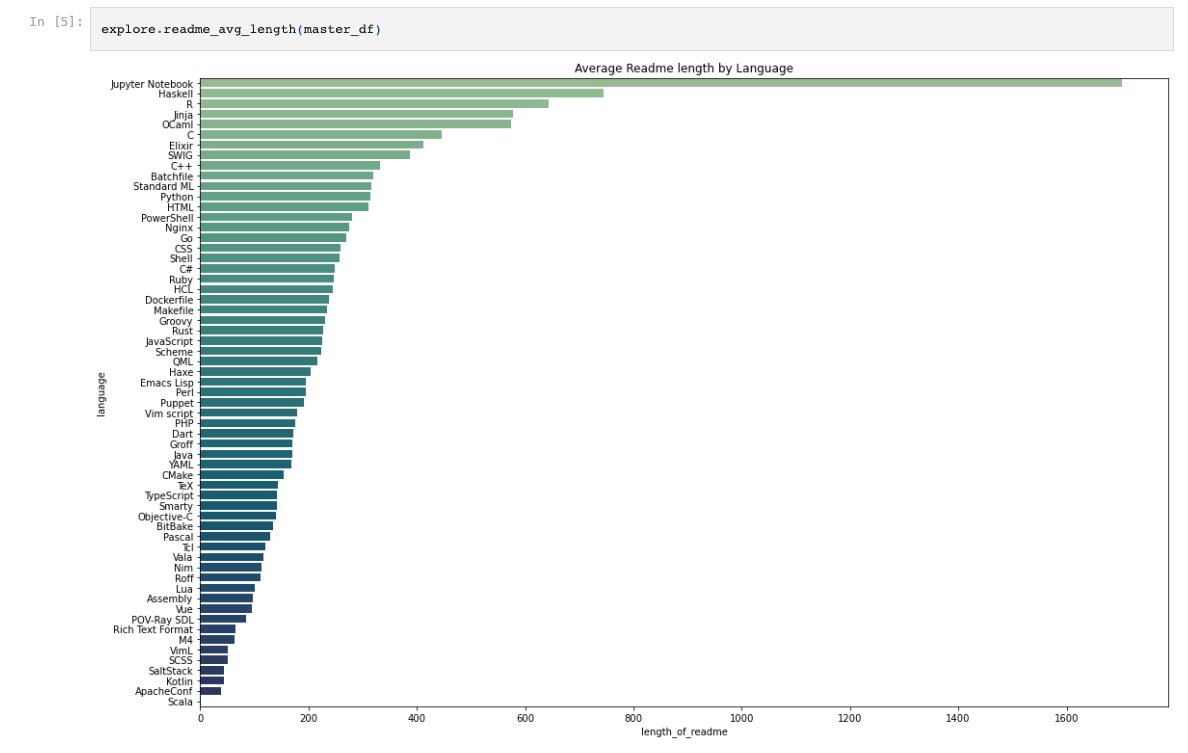 In [5]:
explore.readme_avg_length(master_df)
Average Readme length by Language
Jupyter Notebook
Haskell
R
Jinja
OCaml
C
Elixir
SWIG
C++
Batchfile
Standard ML
Python
HTML
PowerShell
Nginx
Go
CSS
Shell
C#
Ruby
HCL
Dockerfile
Makefile
Groovy
Rust
JavaScript
Scheme
QML
Haxe
Emacs Lisp
Perl
Puppet
Vim script
PHP
Dart
Groff
Java
YAML
CMake
TeX
TypeScript
Smarty
Objective-C
BitBake
Pascal
Tcl
Vala
Nim
Roff
Lua
Assembly
Vue
POV-Ray SDL
Rich Text Format
M4
VimL
SCSS
SaltStack
Kotlin
ApacheConf
Scala
language
0 200 400 600 800 1000 1200 1400 1600
length_of_readme